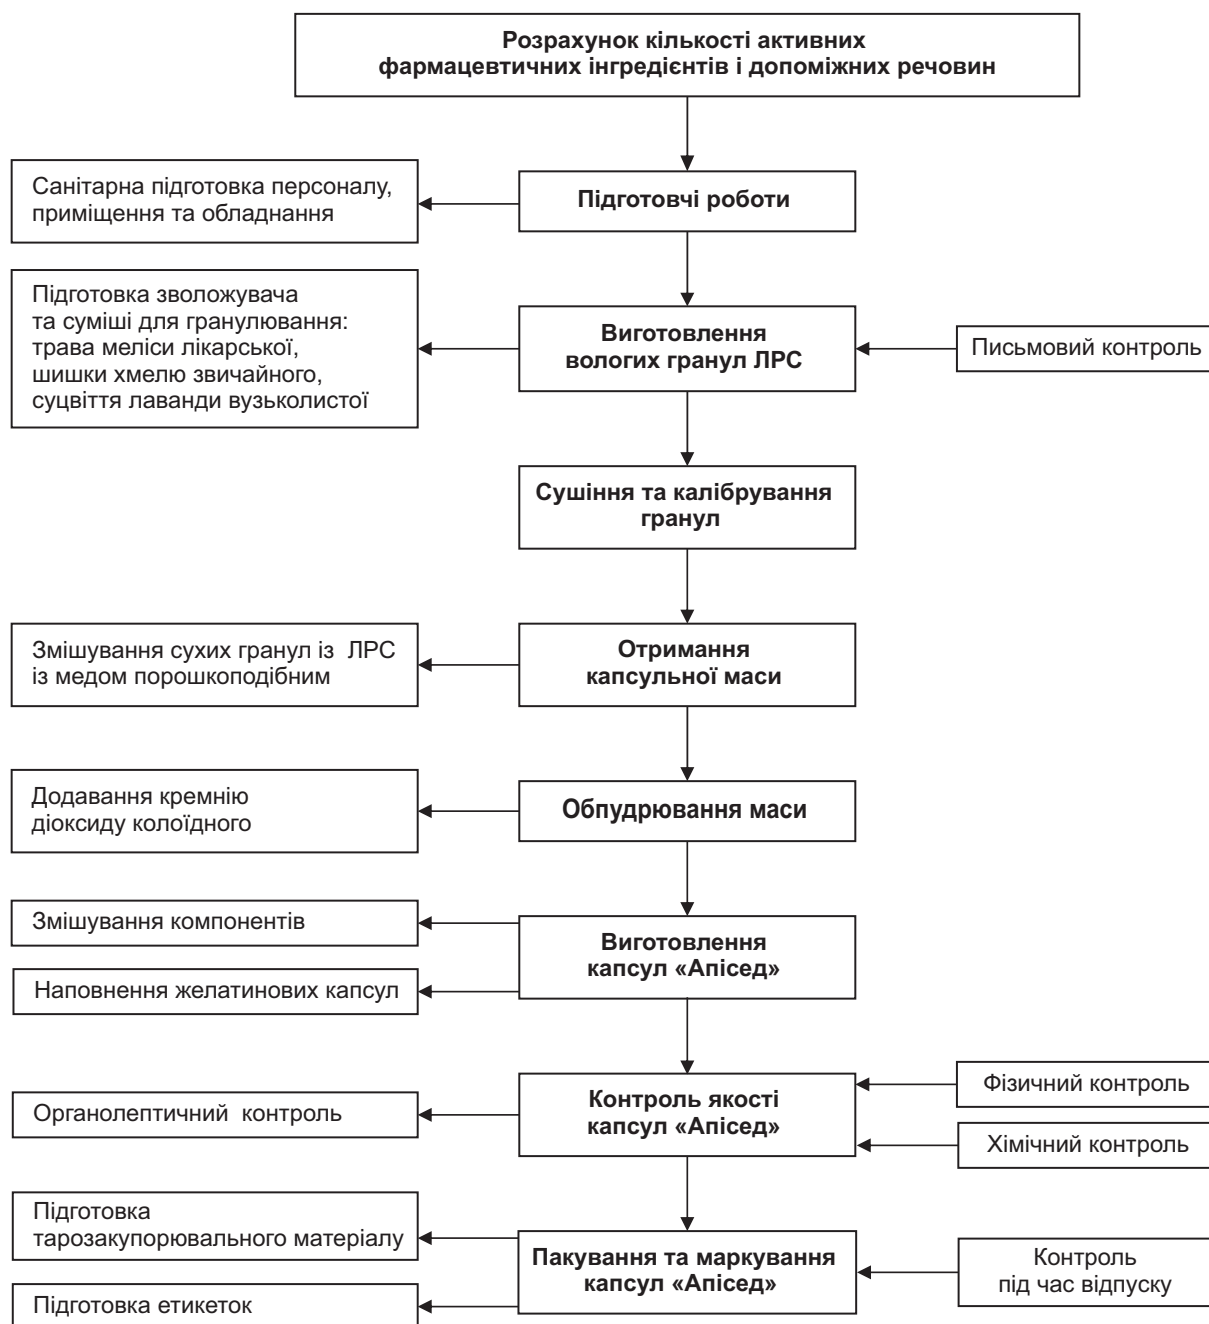 Розрахунок кількості активних
фармацевтичних інгредієнтів і допоміжних речовин
Санітарна підготовка персоналу,
приміщення та обладнання
Підготовчі роботи
Підготовка зволожувача
та суміші для гранулювання:
трава меліси лікарської,
шишки хмелю звичайного,
суцвіття лаванди вузьколистої
Виготовлення
вологих гранул ЛРС
Письмовий контроль
Сушіння та калібрування
гранул
Змішування сухих гранул із ЛРС
із медом порошкоподібним
Отримання
капсульної маси
Додавання кремнію
діоксиду колоїдного
Обпудрювання маси
Змішування компонентів
Наповнення желатинових капсул
Виготовлення
капсул «Апісед»
Органолептичний контроль
Контроль якості
капсул «Апісед»
Фізичний контроль
Хімічний контроль
Підготовка
тарозакупорювального матеріалу
Підготовка етикеток
Пакування та маркування
капсул «Апісед»
Контроль
під час відпуску